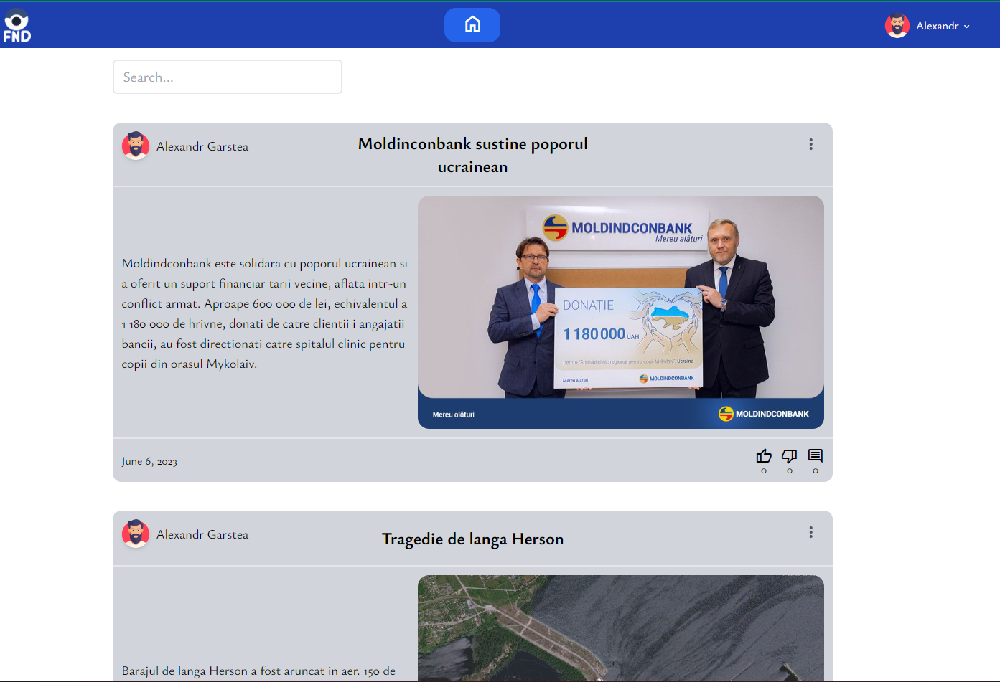 FND
Alexandr
Search...
Alexandr Garstea
Moldinconbank sustine poporul
ucrainean
Moldindconbank este solidara cu poporul ucrainean si
a oferit un suport financiar tarii vecine, aflata intr-un
conflict armat. Aproape 600 000 de lei, echivalentul a
1 180 000 de hrivne, donati de catre clientii i angajatii
bancii, au fost directionati catre spitalul clinic pentru
copii din orasul Mykolaiv.
MOLDINDCONBANK
Mereu alături
DONAȚIE
1 180 000 UAH
pentru "Spitalul clinic regional pentru copii Mykolaiv", Ucraina
Mereu alături
MOLDINDCONBANK
Mereu alături
MOLDINDCONBANK
June 6, 2023
0 0 0
Alexandr Garstea
Tragedie de langa Herson
Barajul de langa Herson a fost aruncat in aer. 150 de